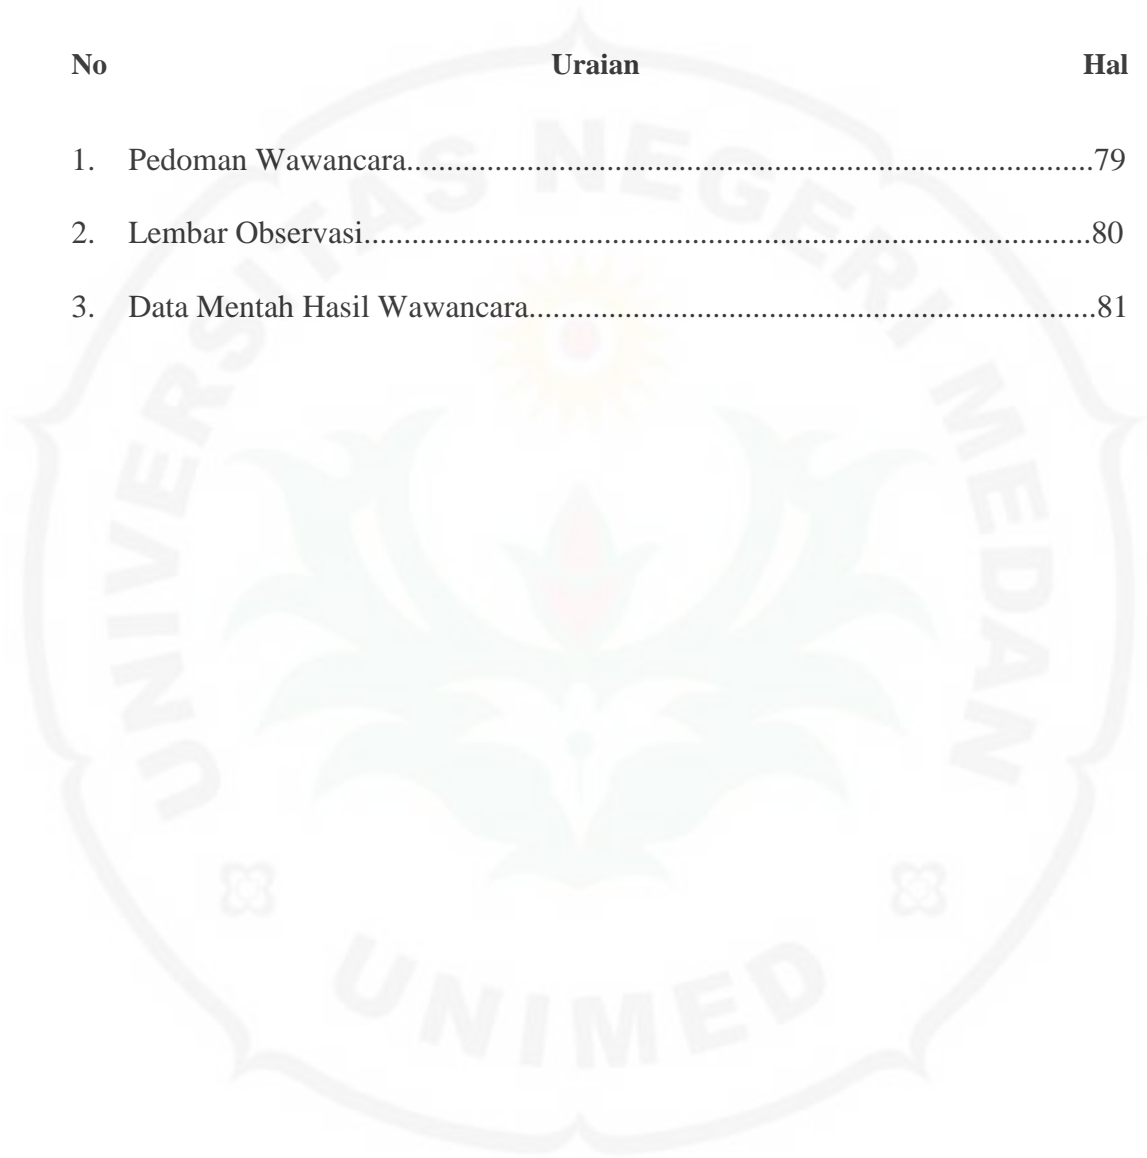 No Uraian Hal
1. Pedoman Wawancara..........................................................................................79
2. Lembar Observasi...............................................................................................80
3. Data Mentah Hasil Wawancara..........................................................................81
UNIVERSITAS NEGERI MEDAN
UNIMED